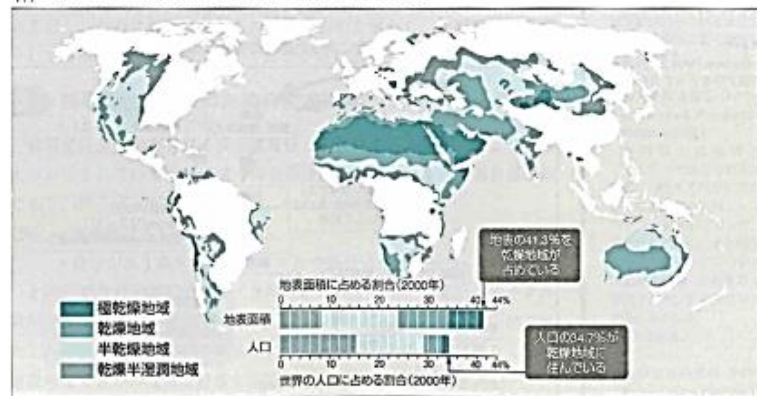 地表の41.3%を
乾燥地域が
占めている
地表面積に占める割合(2000年)
0 10 20 30 44%
極乾燥地域
乾燥地域
半乾燥地域
乾燥半湿潤地域
地表面積
人口
0 10 20 30 44%
世界の人口に占める割合(2000年)
人口の34.7%が
乾燥地域に
住んでいる